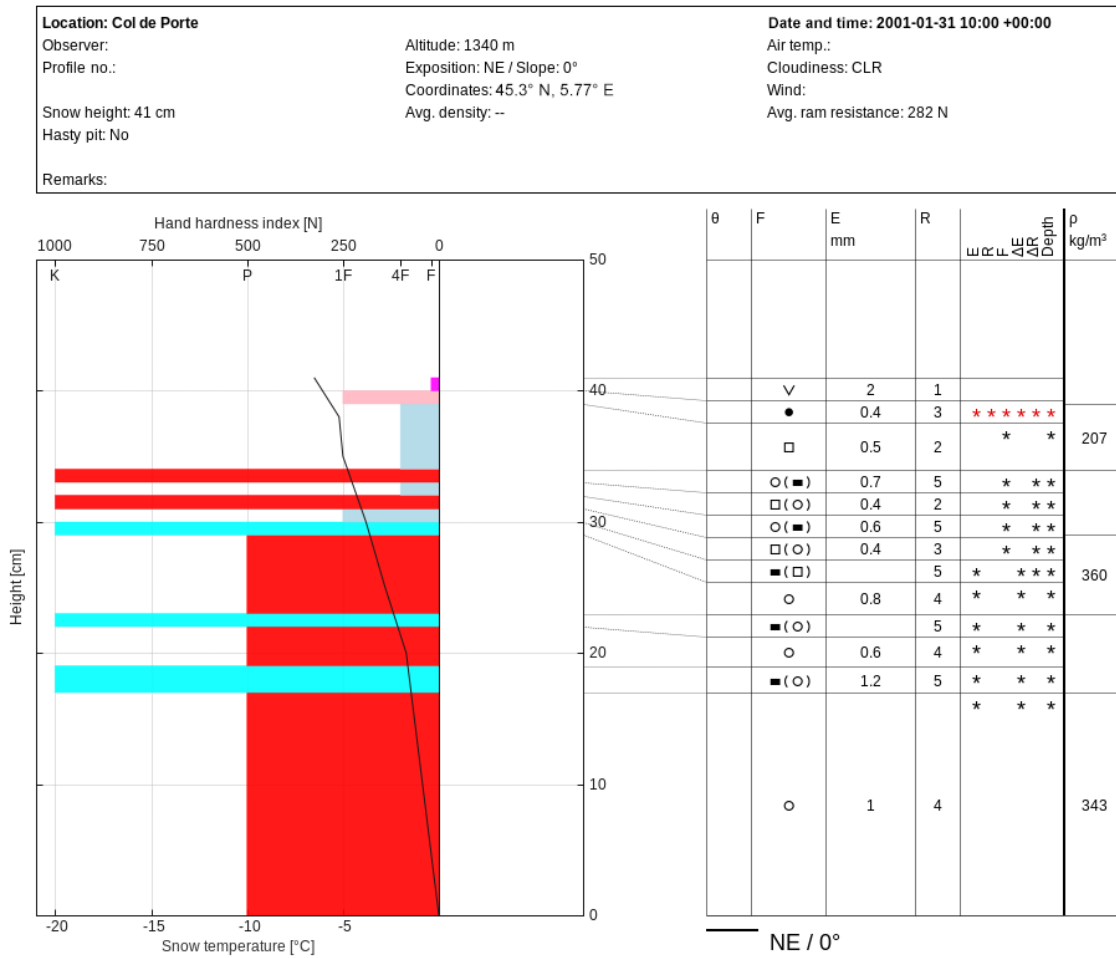 Location: Col de Porte Date and time: 2001-01-31 10:00 +00:00
Observer: Altitude: 1340 m Air temp.:
Profile no.: Exposition: NE / Slope: 0° Cloudiness: CLR
Coordinates: 45.3° N, 5.77° E Wind:
Snow height: 41 cm Avg. density: -- Avg. ram resistance: 282 N
Hasty pit: No
Remarks:
Hand hardness index [N]
1000 750 500 250 0
K P 1F 4F F
50
40
30
20
10
0
Height [cm]
-20 -15 -10 -5
Snow temperature [°C]
θ F E R E R F ΔE ΔR Depth ρ
mm kg/m³
∨ 2 1
● 0.4 3 * * * * * *
□ 0.5 2 * * 207
○ ( ▬ ) 0.7 5 * * *
□ ( ○ ) 0.4 2 * * *
○ ( ▬ ) 0.6 5 * * *
□ ( ○ ) 0.4 3 * * *
▬ ( □ ) 5 * * * * 360
○ 0.8 4 * * *
▬ ( ○ ) 5 * * *
○ 0.6 4 * * *
▬ ( ○ ) 1.2 5 * * *
* * *
○ 1 4 343
NE / 0°